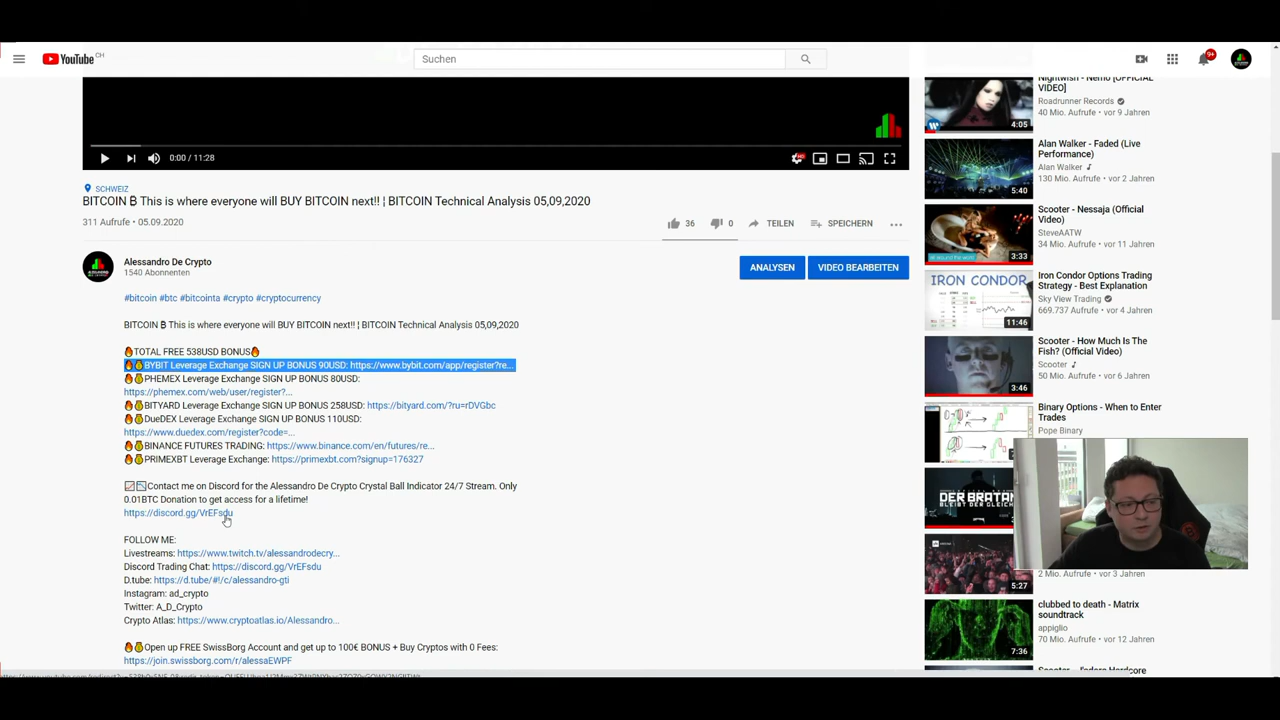 YouTube CH
Suchen
9+
0:00 / 11:28
HD
SCHWEIZ
BITCOIN ₿ This is where everyone will BUY BITCOIN next!! ¦ BITCOIN Technical Analysis 05,09,2020
311 Aufrufe • 05.09.2020
36
0
TEILEN
SPEICHERN
Alessandro De Crypto
1540 Abonnenten
ANALYSEN
VIDEO BEARBEITEN
#bitcoin #btc #bitcointa #crypto #cryptocurrency
BITCOIN ₿ This is where everyone will BUY BITCOIN next!! ¦ BITCOIN Technical Analysis 05,09,2020
🔥TOTAL FREE 538USD BONUS🔥
🔥💰BYBIT Leverage Exchange SIGN UP BONUS 90USD: https://www.bybit.com/app/register?re...
🔥💰PHEMEX Leverage Exchange SIGN UP BONUS 80USD:
https://phemex.com/web/user/register?...
🔥💰BITYARD Leverage Exchange SIGN UP BONUS 258USD: https://bityard.com/?ru=rDVGbc
🔥💰DueDEX Leverage Exchange SIGN UP BONUS 110USD:
https://www.duedex.com/register?code=...
🔥💰BINANCE FUTURES TRADING: https://www.binance.com/en/futures/re...
🔥💰PRIMEXBT Leverage Exchange: https://primexbt.com?signup=176327
📈📉Contact me on Discord for the Alessandro De Crypto Crystal Ball Indicator 24/7 Stream. Only
0.01BTC Donation to get access for a lifetime!
https://discord.gg/VrEFsdu
FOLLOW ME:
Livestreams: https://www.twitch.tv/alessandrodecry...
Discord Trading Chat: https://discord.gg/VrEFsdu
D.tube: https://d.tube/#!/c/alessandro-gti
Instagram: ad_crypto
Twitter: A_D_Crypto
Crypto Atlas: https://www.cryptoatlas.io/Alessandro...
🔥💰Open up FREE SwissBorg Account and get up to 100€ BONUS + Buy Cryptos with 0 Fees:
https://join.swissborg.com/r/alessaEWPF
Nightwish - Nemo [OFFICIAL
VIDEO]
Roadrunner Records
40 Mio. Aufrufe • vor 9 Jahren
4:05
Alan Walker - Faded (Live
Performance)
Alan Walker
130 Mio. Aufrufe • vor 2 Jahren
5:40
Scooter - Nessaja (Official
Video)
SteveAATW
34 Mio. Aufrufe • vor 11 Jahren
3:33
IRON CONDOR
Iron Condor Options Trading
Strategy - Best Explanation
Sky View Trading
669.737 Aufrufe • vor 4 Jahren
11:46
Scooter - How Much Is The
Fish? (Official Video)
Scooter
50 Mio. Aufrufe • vor 6 Jahren
3:46
Binary Options - When to Enter
Trades
Pope Binary
DER BRATAN
BLEIBT DER GLEICHE
2 Mio. Aufrufe • vor 3 Jahren
5:27
clubbed to death - Matrix
soundtrack
appiglio
70 Mio. Aufrufe • vor 12 Jahren
7:36